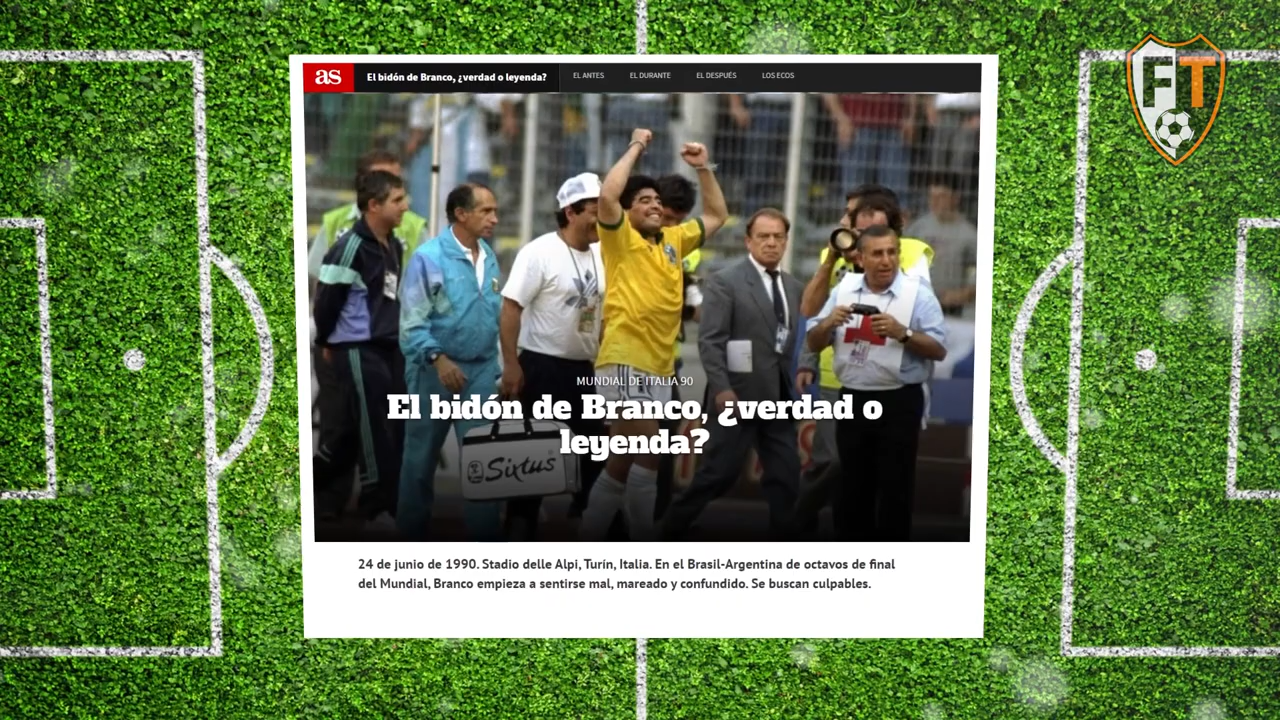 as
El bidón de Branco, ¿verdad o leyenda?
EL ANTES
EL DURANTE
EL DESPUÉS
LOS ECOS
FT
MUNDIAL DE ITALIA 90
El bidón de Branco, ¿verdad o
leyenda?
Sixtus
24 de junio de 1990. Stadio delle Alpi, Turín, Italia. En el Brasil-Argentina de octavos de final
del Mundial, Branco empieza a sentirse mal, mareado y confundido. Se buscan culpables.